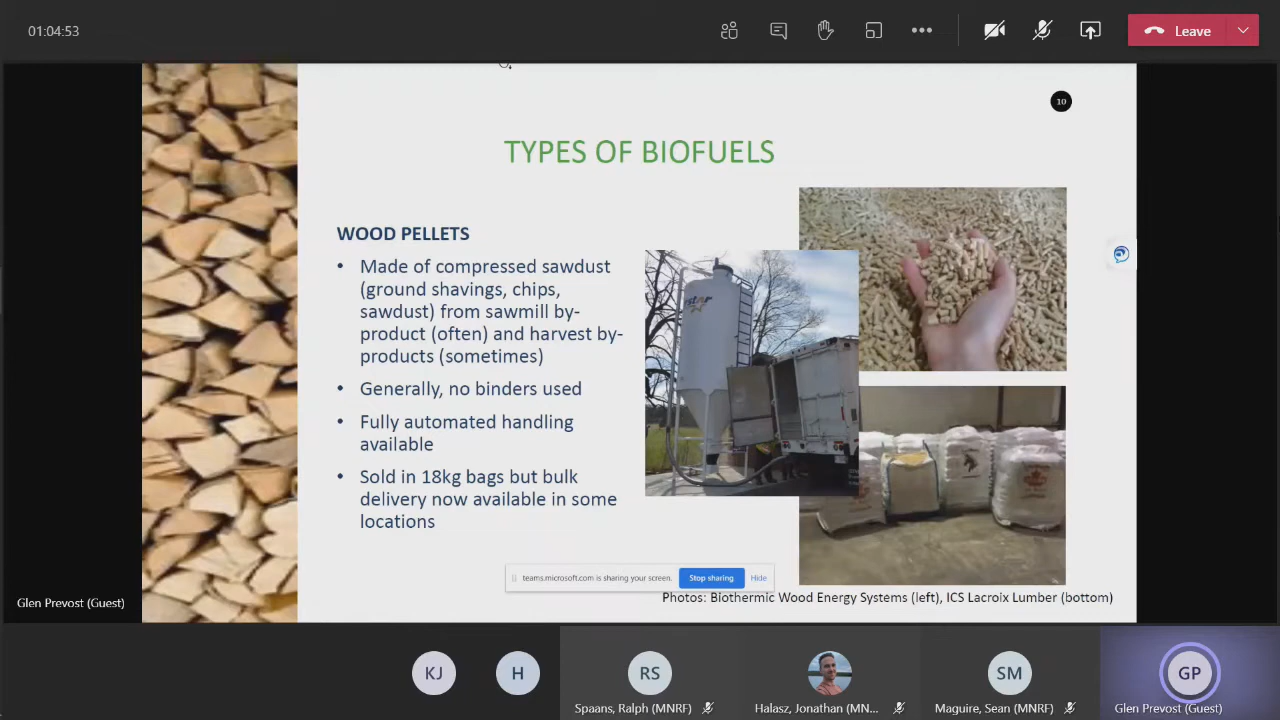 01:04:53
Leave
10
TYPES OF BIOFUELS
WOOD PELLETS
• Made of compressed sawdust
(ground shavings, chips,
sawdust) from sawmill by-
product (often) and harvest by-
products (sometimes)
• Generally, no binders used
• Fully automated handling
available
• Sold in 18kg bags but bulk
delivery now available in some
locations
teams.microsoft.com is sharing your screen.
Stop sharing
Hide
Photos: Biothermic Wood Energy Systems (left), ICS Lacroix Lumber (bottom)
Glen Prevost (Guest)
KJ
H
RS
SM
GP
Spaans, Ralph (MNRF)
Halasz, Jonathan (MN...
Maguire, Sean (MNRF)
Glen Prevost (Guest)